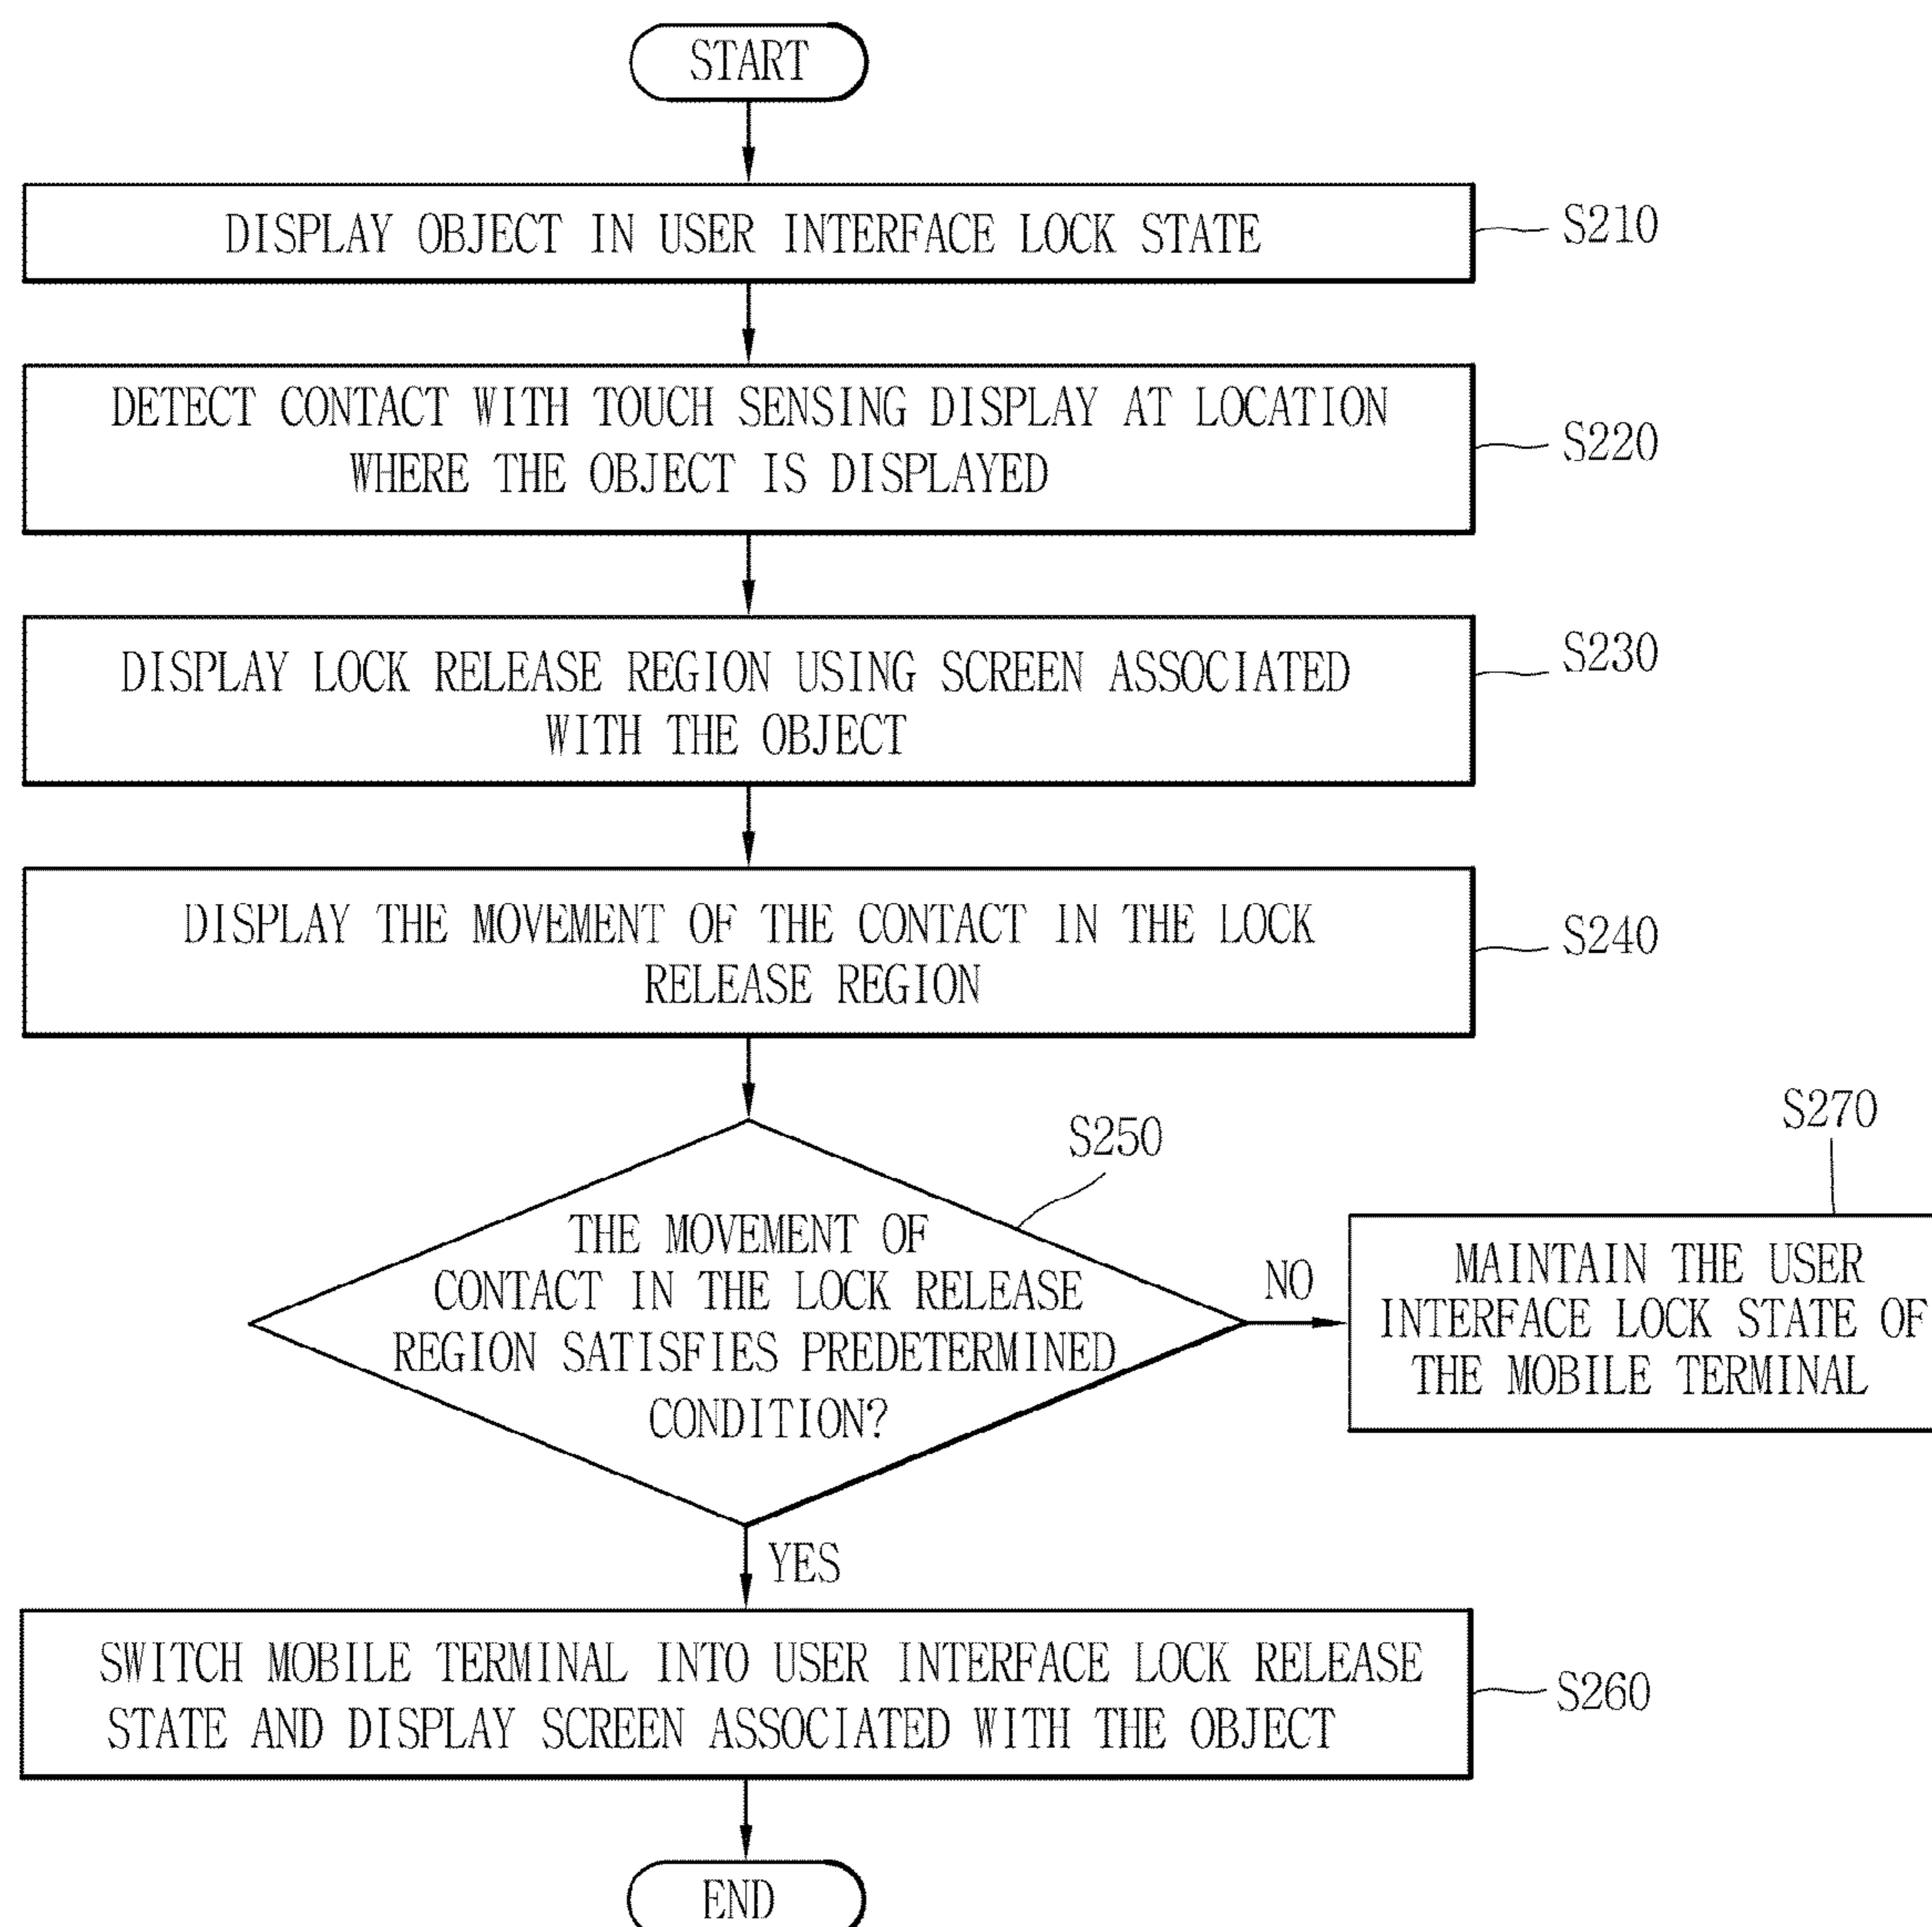 START
DISPLAY OBJECT IN USER INTERFACE LOCK STATE
S210
DETECT CONTACT WITH TOUCH SENSING DISPLAY AT LOCATION
WHERE THE OBJECT IS DISPLAYED
S220
DISPLAY LOCK RELEASE REGION USING SCREEN ASSOCIATED
WITH THE OBJECT
S230
DISPLAY THE MOVEMENT OF THE CONTACT IN THE LOCK
RELEASE REGION
S240
S250
THE MOVEMENT OF
CONTACT IN THE LOCK RELEASE
REGION SATISFIES PREDETERMINED
CONDITION?
NO
S270
MAINTAIN THE USER
INTERFACE LOCK STATE OF
THE MOBILE TERMINAL
YES
SWITCH MOBILE TERMINAL INTO USER INTERFACE LOCK RELEASE
STATE AND DISPLAY SCREEN ASSOCIATED WITH THE OBJECT
S260
END